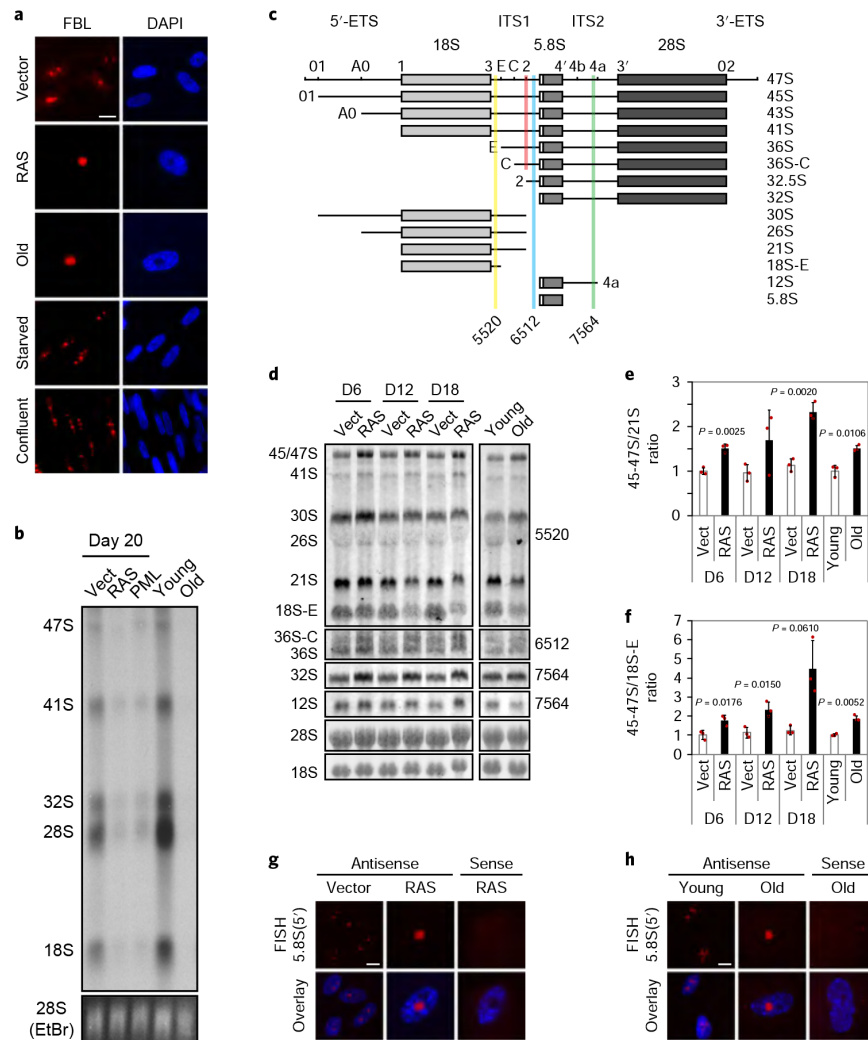 a
FBL DAPI
Vector
RAS
Old
Starved
Confluent
b
Day 20
Vect RAS PML Young Old
47S
41S
32S
28S
18S
28S
(EtBr)
c
5′-ETS ITS1 ITS2 3′-ETS
18S 5.8S 28S
01 A0 1 3 E C 2 4′ 4b 4a 3′ 02
47S
01 45S
A0 43S
41S
E 36S
C 36S-C
2 32.5S
32S
30S
26S
21S
18S-E
4a 12S
5.8S
5520 6512 7564
d
D6 D12 D18
Vect RAS Vect RAS Vect RAS Young Old
45/47S
41S
30S
5520
26S
21S
18S-E
36S-C
6512
36S
32S 7564
12S 7564
28S
18S
e
45-47S/21S
ratio
3
2
1
0
P = 0.0025
P = 0.0020
P = 0.0106
Vect RAS Vect RAS Vect RAS Young Old
D6 D12 D18
f
45-47S/18S-E
ratio
7
6
5
4
3
2
1
0
P = 0.0176
P = 0.0150
P = 0.0610
P = 0.0052
Vect RAS Vect RAS Vect RAS Young Old
D6 D12 D18
g
Antisense Sense
Vector RAS RAS
FISH
5.8S(5′)
Overlay
h
Antisense Sense
Young Old Old
FISH
5.8S(5′)
Overlay